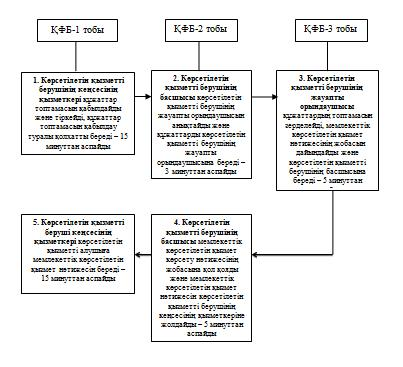 ҚФБ-1 тобы
ҚФБ-2 тобы
ҚФБ-3 тобы
1. Көрсетілетін қызметті
берушінің кеңсесінің
қызметкері құжаттар
топтамасын қабылдайды
және тіркейді, құжаттар
топтамасын қабылдау
туралы қолхатты береді – 15
минуттан аспайды
2. Көрсетілетін
қызметті берушінің
басшысы көрсетілетін
қызметті берушінің
жауапты орындаушысын
анықтайды және
құжаттарды көрсетілетін
қызметті берушінің
жауапты
орындаушысына береді –
3 минуттан аспайды
3. Көрсетілетін
қызметті берушінің
жауапты
орындаушысы
құжаттардың топтамасын
зерделейді, мемлекеттік
көрсетілетін қызмет
нәтижесінің жобасын
дайындайды және
көрсетілетін қызметті
берушінің басшысына
береді – 5 минуттан
5. Көрсетілетін қызметті
беруші кеңсесінің
қызметкері көрсетілетін
қызметті алушыға
мемлекеттік көрсетілетін
қызмет нәтижесін береді –
15 минуттан аспайды
4. Көрсетілетін
қызметті берушінің
басшысы мемлекеттік
көрсетілетін қызмет
көрсету нәтижесінің
жобасына қол қояды
және мемлекеттік
көрсетілетін қызмет
нәтижесін көрсетілетін
қызметті берушінің
кеңсесінің қызметкеріне
жолдайды – 5 минуттан
аспайды